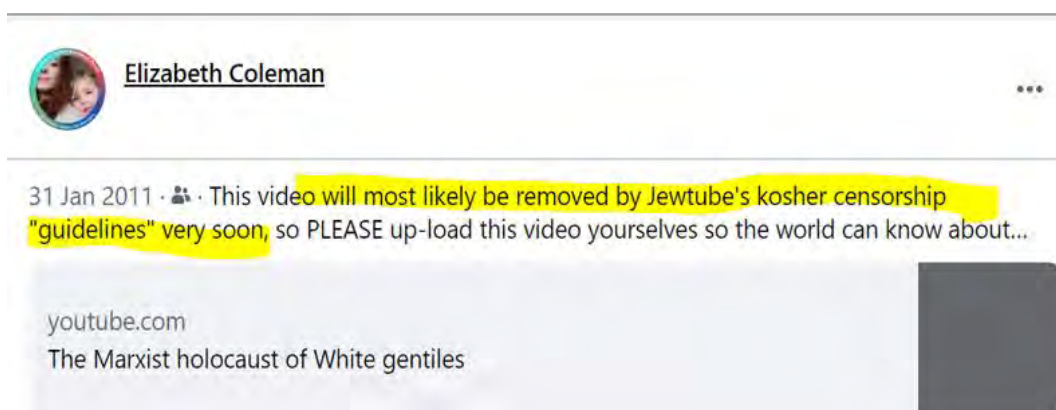 Elizabeth Coleman
31 Jan 2011 · · This video will most likely be removed by Jewtube's kosher censorship
"guidelines" very soon, so PLEASE up-load this video yourselves so the world can know about...
youtube.com
The Marxist holocaust of White gentiles